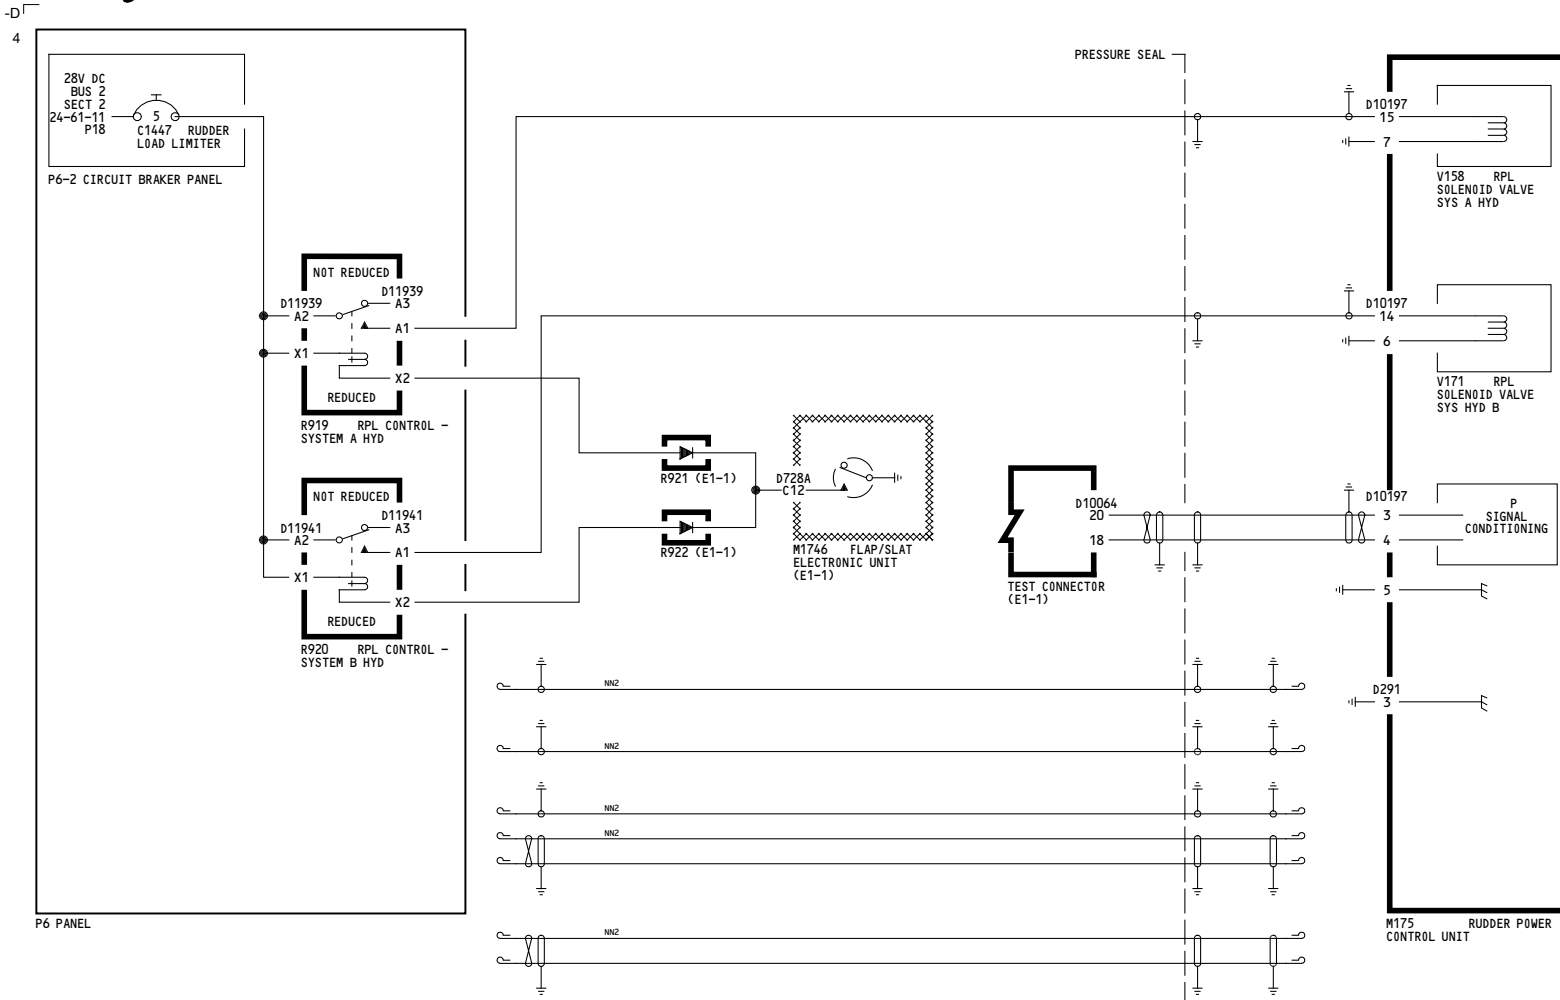 -D
4
28V DC
BUS 2
SECT 2
24-61-11
P18
5
C1447 RUDDER
LOAD LIMITER
P6-2 CIRCUIT BRAKER PANEL
NOT REDUCED
D11939
A2
D11939
A3
A1
X1
X2
REDUCED
R919 RPL CONTROL -
SYSTEM A HYD
NOT REDUCED
D11941
A2
D11941
A3
A1
X1
X2
REDUCED
R920 RPL CONTROL -
SYSTEM B HYD
P6 PANEL
R921 (E1-1)
R922 (E1-1)
D728A
C12
M1746 FLAP/SLAT
ELECTRONIC UNIT
(E1-1)
D10064
20
18
TEST CONNECTOR
(E1-1)
PRESSURE SEAL
NN2
NN2
NN2
NN2
NN2
D10197
15
7
V158 RPL
SOLENOID VALVE
SYS A HYD
D10197
14
6
V171 RPL
SOLENOID VALVE
SYS HYD B
D10197
3
4
P
SIGNAL
CONDITIONING
5
D291
3
M175 RUDDER POWER
CONTROL UNIT